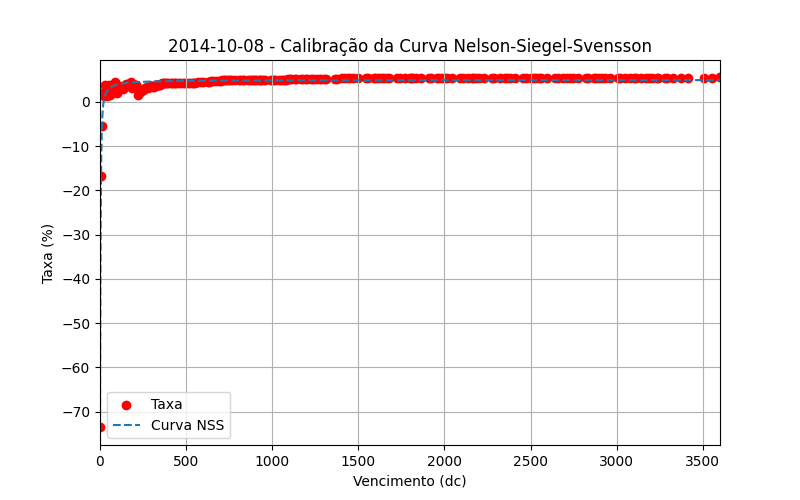 2014-10-08 - Calibração da Curva Nelson-Siegel-Svensson
Taxa (%)
0
−10
−20
−30
−40
−50
−60
−70
Taxa
Curva NSS
0 500 1000 1500 2000 2500 3000 3500
Vencimento (dc)